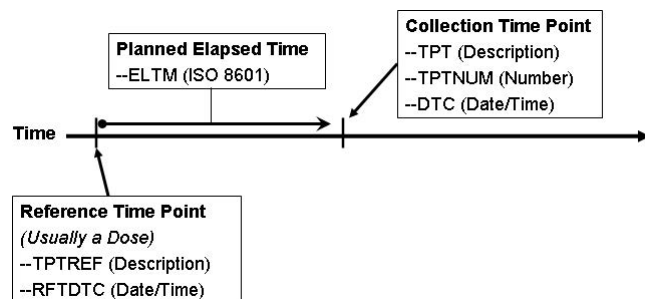 Planned Elapsed Time
--ELTM (ISO 8601)
Collection Time Point
--TPT (Description)
--TPTNUM (Number)
--DTC (Date/Time)
Time
Reference Time Point
(Usually a Dose)
--TPTREF (Description)
--RFTDTC (Date/Time)